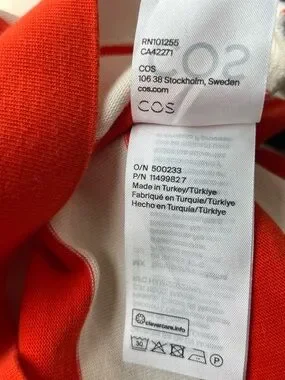 RN101255
CA42271
COS
106 38 Stockholm, Sweden
cos.com
COS
O/N 500233
P/N 11499827
Made in Turkey/Türkiye
Fabriqué en Turquie/Türkiye
Hecho en Turquía/Türkiye
clevercare.info
30
P